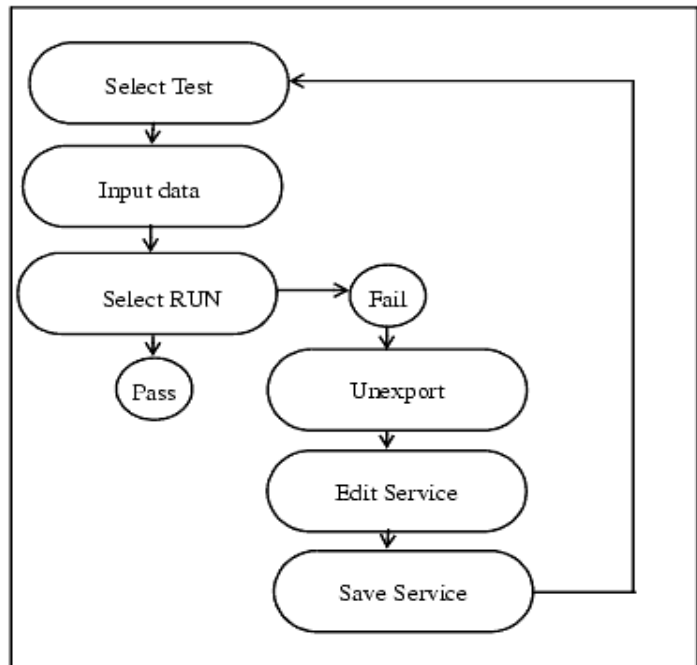 Select Test
Input data
Select RUN
Fail
Pass
Unexport
Edit Service
Save Service